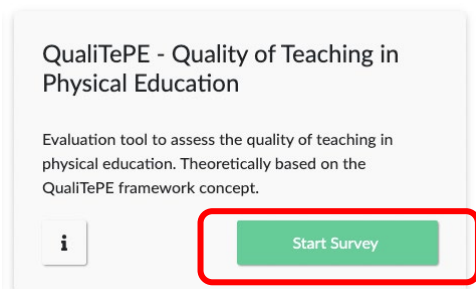 QualiTePE - Quality of Teaching in
Physical Education
Evaluation tool to assess the quality of teaching in
physical education. Theoretically based on the
QualiTePE framework concept.
i
Start Survey